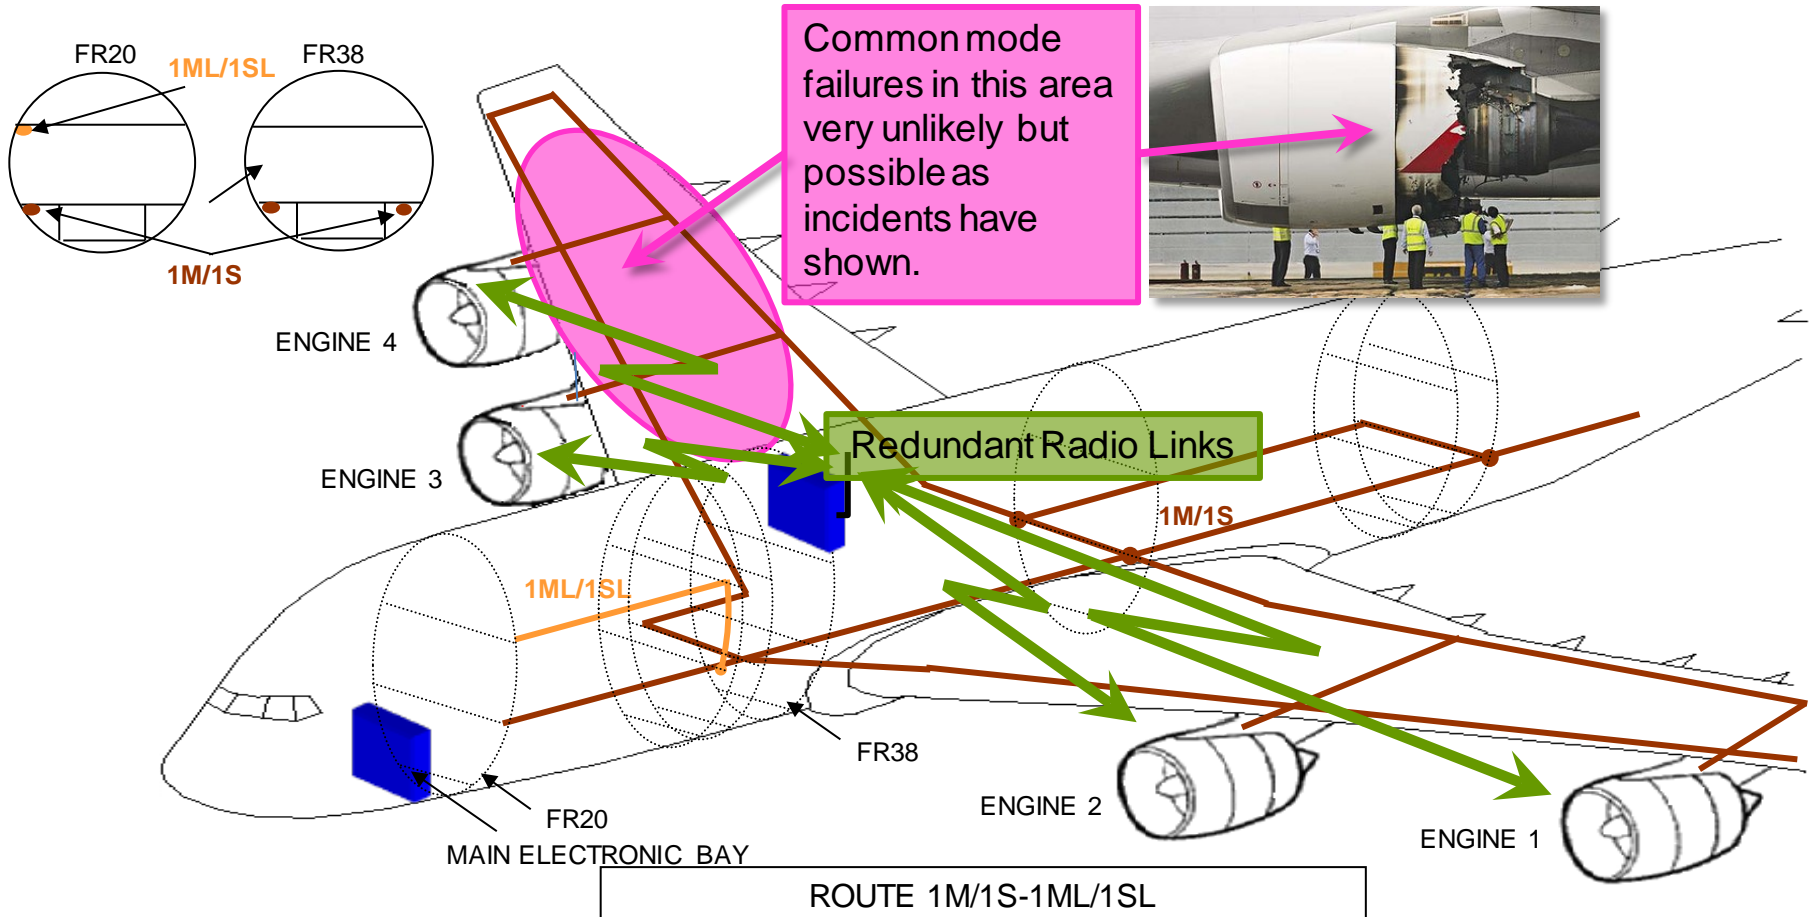 FR20
FR38
1ML/1SL
1M/1S
Common mode
failures in this area
very unlikely but
possible as
incidents have
shown.
ENGINE 4
ENGINE 3
Redundant Radio Links
1M/1S
1ML/1SL
FR38
FR20
MAIN ELECTRONIC BAY
ENGINE 2
ENGINE 1
ROUTE 1M/1S-1ML/1SL